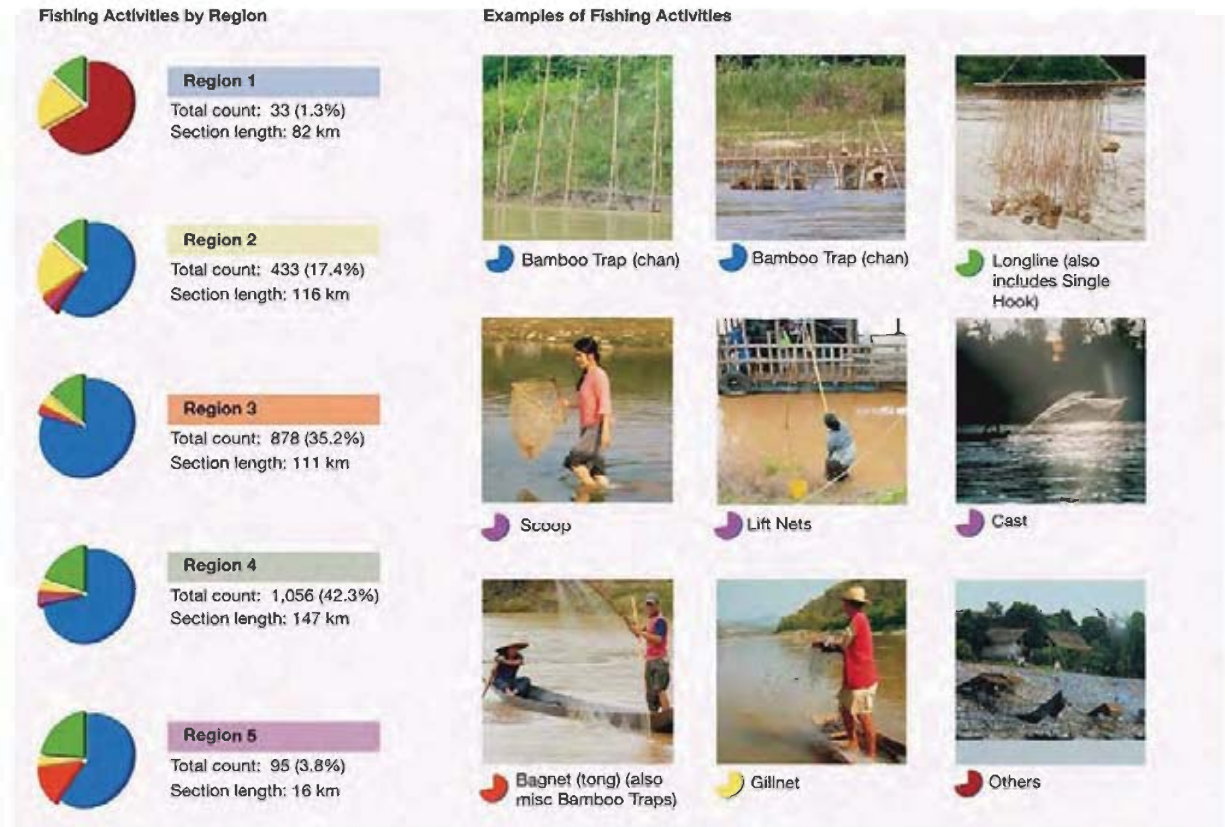 Fishing Activities by Region
Region 1
Total count: 33 (1.3%)
Section length: 82 km
Region 2
Total count: 433 (17.4%)
Section length: 116 km
Region 3
Total count: 878 (35.2%)
Section length: 111 km
Region 4
Total count: 1,056 (42.3%)
Section length: 147 km
Region 5
Total count: 95 (3.8%)
Section length: 16 km
Examples of Fishing Activities
Bamboo Trap (chan)
Bamboo Trap (chan)
Longline (also
includes Single
Hook)
Scoop
Lift Nets
Cast
Bagnet (tong) (also
misc Bamboo Traps)
Gillnet
Others